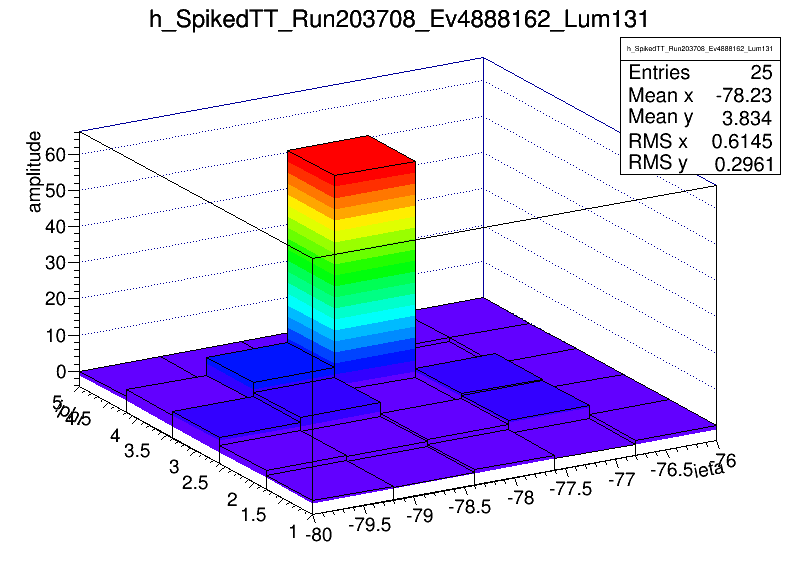 h_SpikedTT_Run203708_Ev4888162_Lum131
h_SpikedTT_Run203708_Ev4888162_Lum131
Entries 25
Mean x -78.23
Mean y 3.834
RMS x 0.6145
RMS y 0.2961
amplitude
60
50
40
30
20
10
0
5
4.5
4
3.5
3
2.5
2
1.5
1
-80
-79.5
-79
-78.5
-78
-77.5
-77
-76.5
-76
ieta